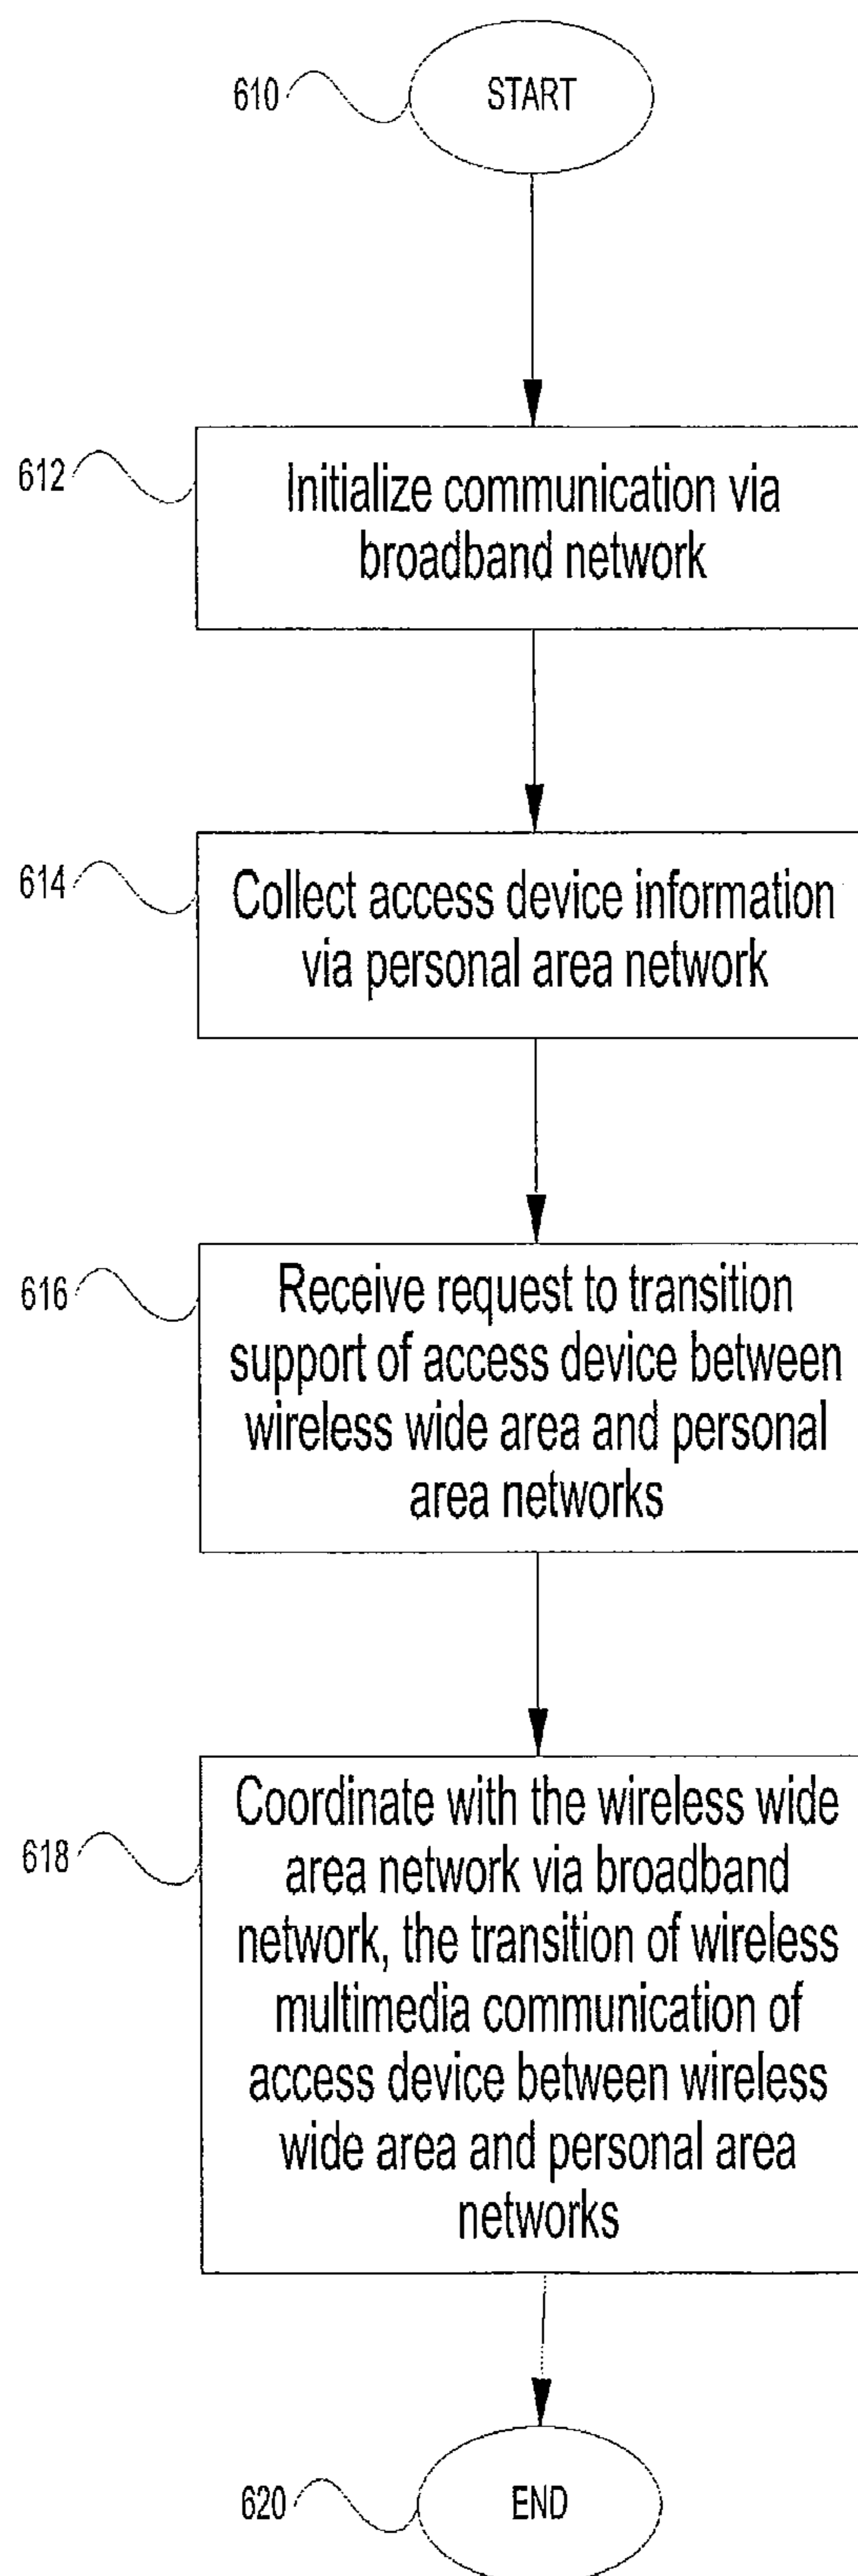 610
START
612
Initialize communication via
broadband network
614
Collect access device information
via personal area network
616
Receive request to transition
support of access device between
wireless wide area and personal
area networks
618
Coordinate with the wireless wide
area network via broadband
network, the transition of wireless
multimedia communication of
access device between wireless
wide area and personal area
networks
620
END